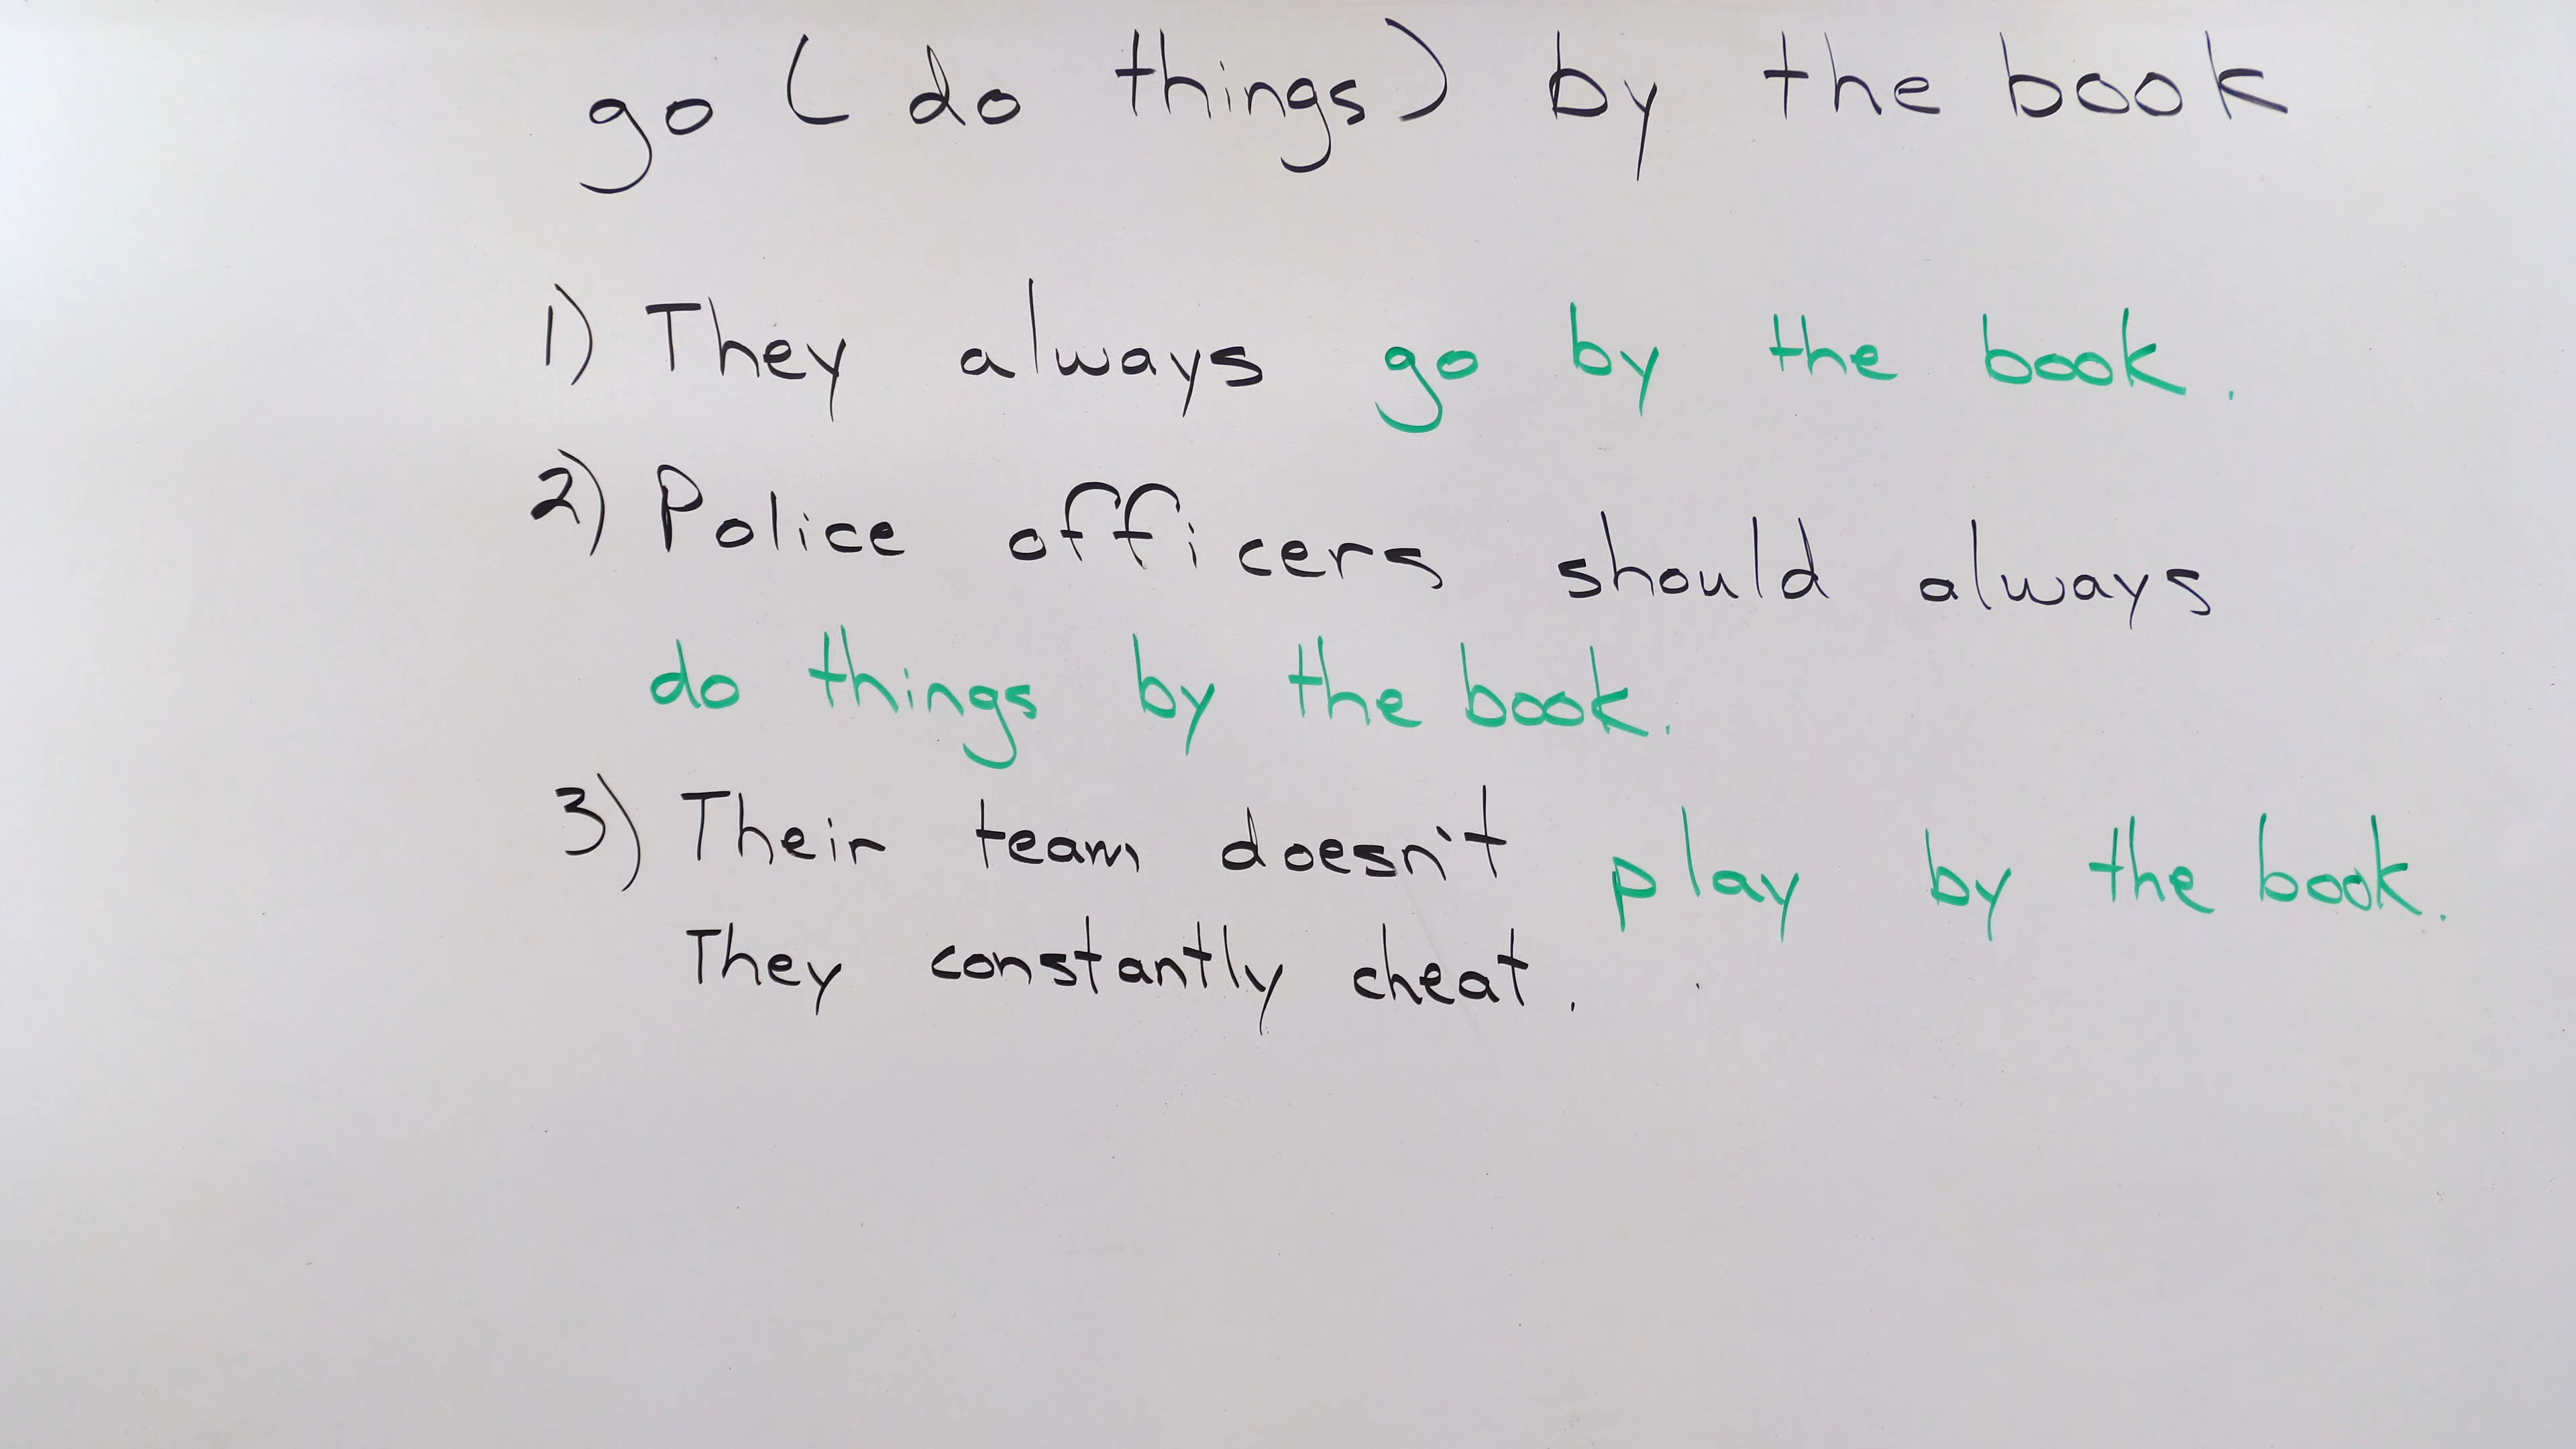 go (do things) by the book
1) They always go by the book.
2) Police officers should always
do things by the book.
3) Their team doesn't play by the book.
They constantly cheat.